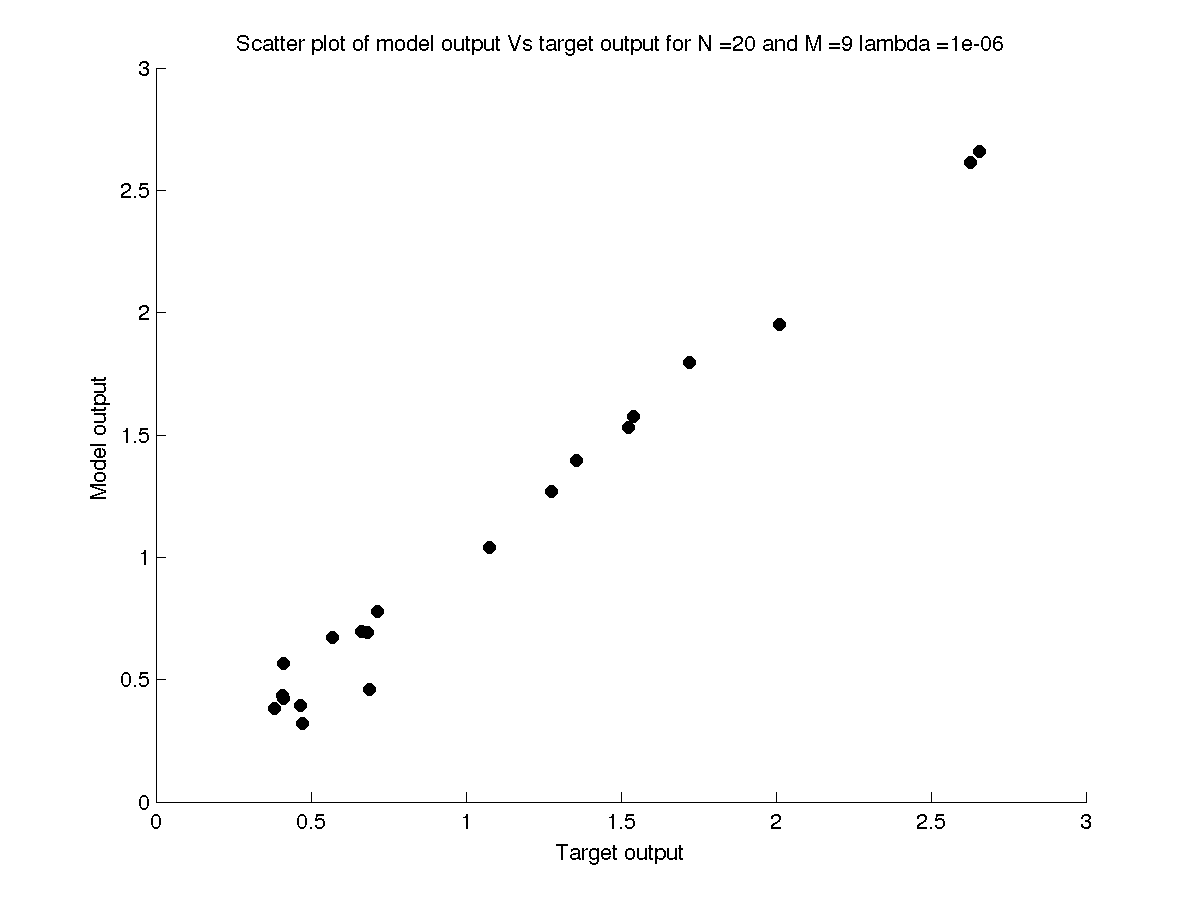 Scatter plot of model output Vs target output for N =20 and M =9 lambda =1e-06
3
2.5
2
1.5
1
0.5
0
Model output
0 0.5 1 1.5 2 2.5 3
Target output